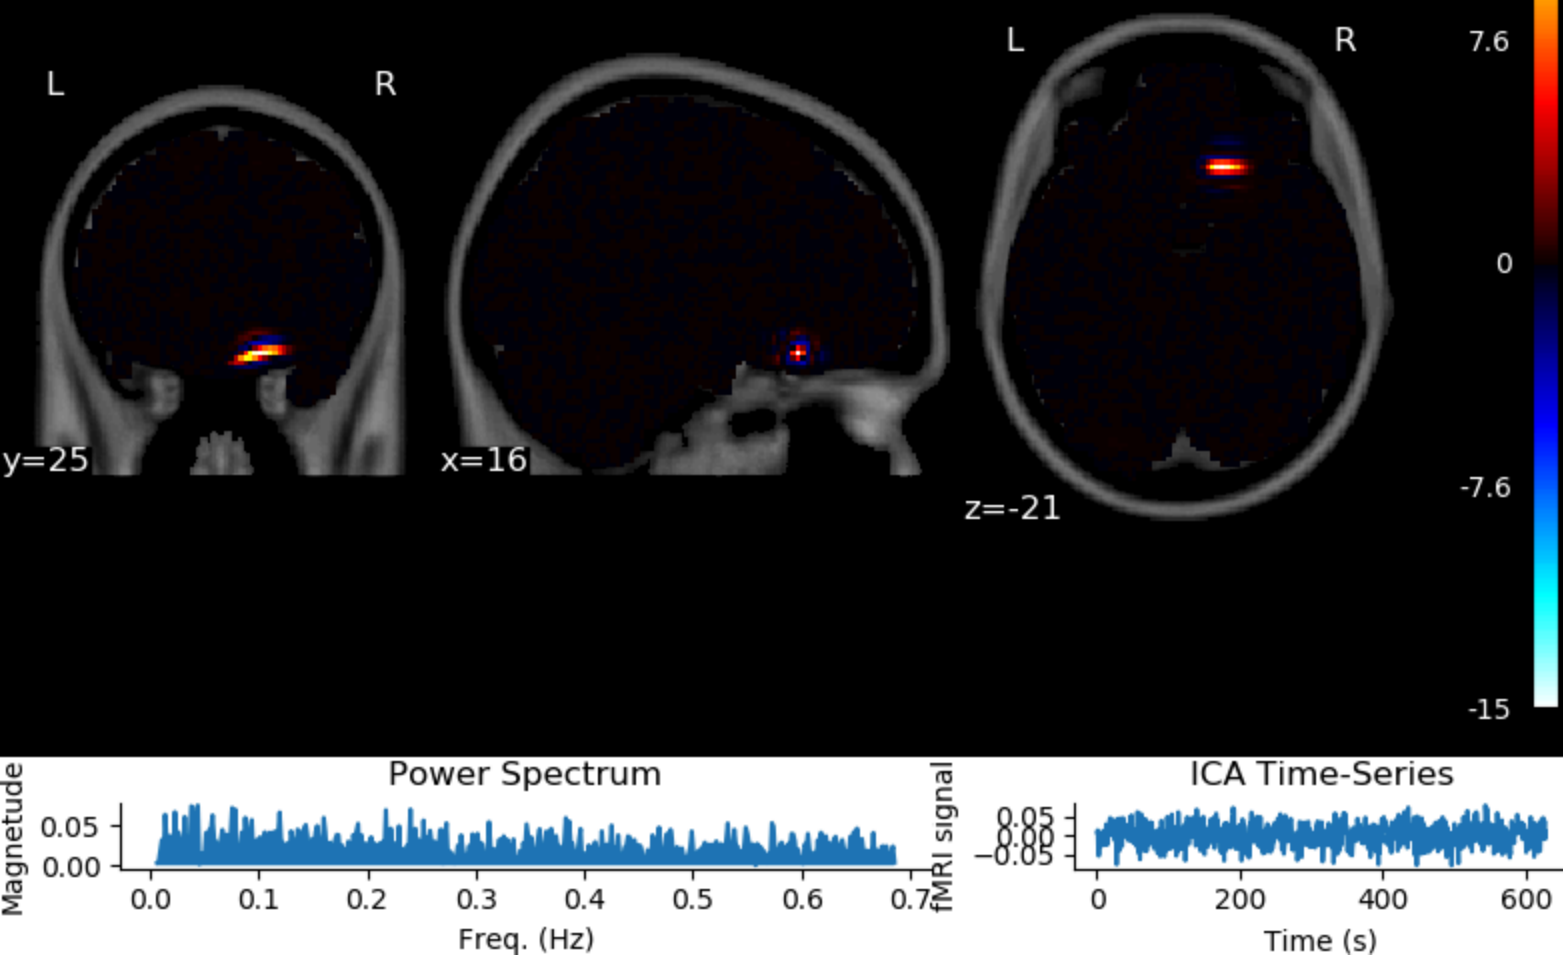 L R
L R
7.6
0
-7.6
-15
y=25
x=16
z=-21
Power Spectrum
Magnetude
0.05
0.00
0.0 0.1 0.2 0.3 0.4 0.5 0.6 0.7
Freq. (Hz)
ICA Time-Series
fMRI signal
0.05
0.00
−0.05
0 200 400 600
Time (s)